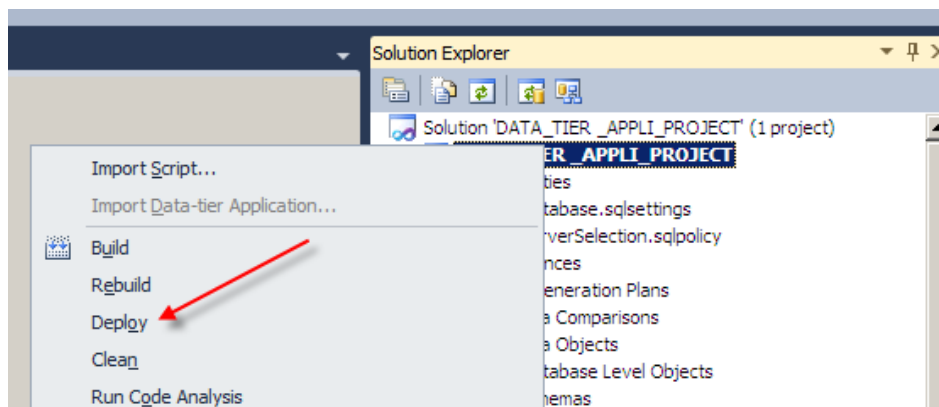 Solution Explorer
Solution 'DATA_TIER _APPLI_PROJECT' (1 project)
ER _APPLI_PROJECT
Import Script...
ties
Import Data-tier Application...
tabase.sqlsettings
rverSelection.sqlpolicy
Build
nces
Rebuild
eneration Plans
a Comparisons
Deploy
a Objects
Clean
tabase Level Objects
Run Code Analysis
hemas